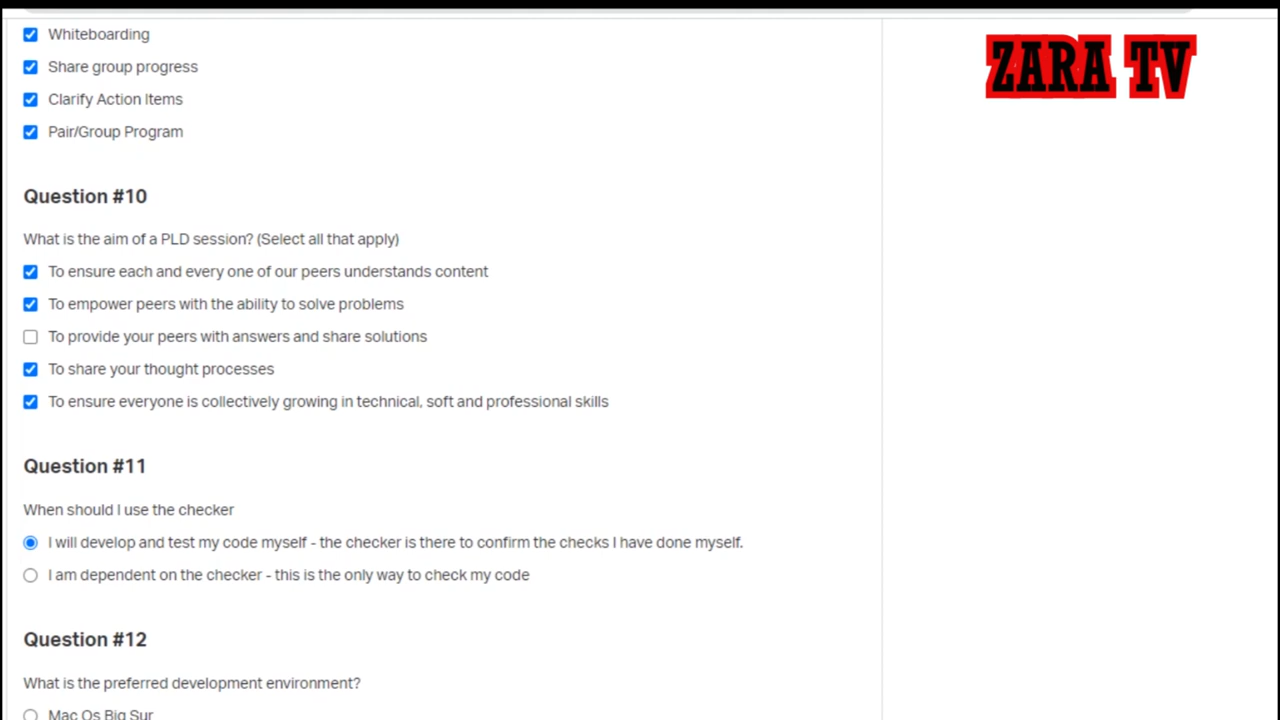 Whiteboarding
ZARA TV
Share group progress
Clarify Action Items
Pair/Group Program
Question #10
What is the aim of a PLD session? (Select all that apply)
To ensure each and every one of our peers understands content
To empower peers with the ability to solve problems
To provide your peers with answers and share solutions
To share your thought processes
To ensure everyone is collectively growing in technical, soft and professional skills
Question #11
When should I use the checker
I will develop and test my code myself - the checker is there to confirm the checks I have done myself.
I am dependent on the checker - this is the only way to check my code
Question #12
What is the preferred development environment?
Mac Os Big Sur